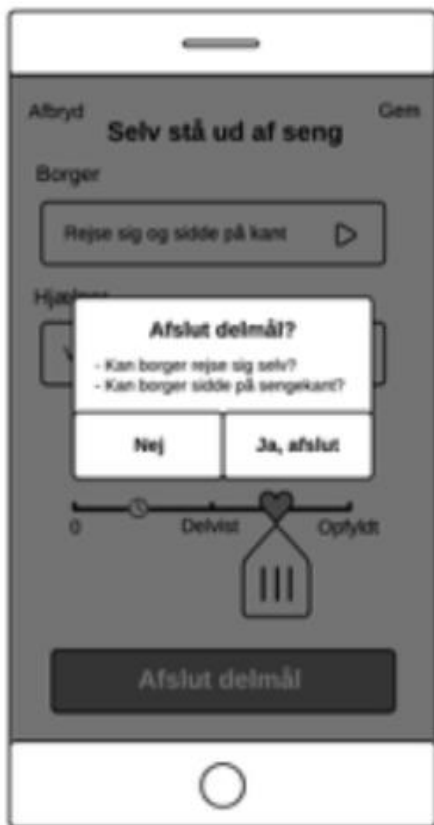 Afbryd
Gem
Selv stå ud af seng
Borger
Rejse sig og sidde på kant
Afslut delmål?
- Kan borger rejse sig selv?
- Kan borger sidde på sengekant?
Nej
Ja, afslut
0
Delvist
Opfyldt
Afslut delmål